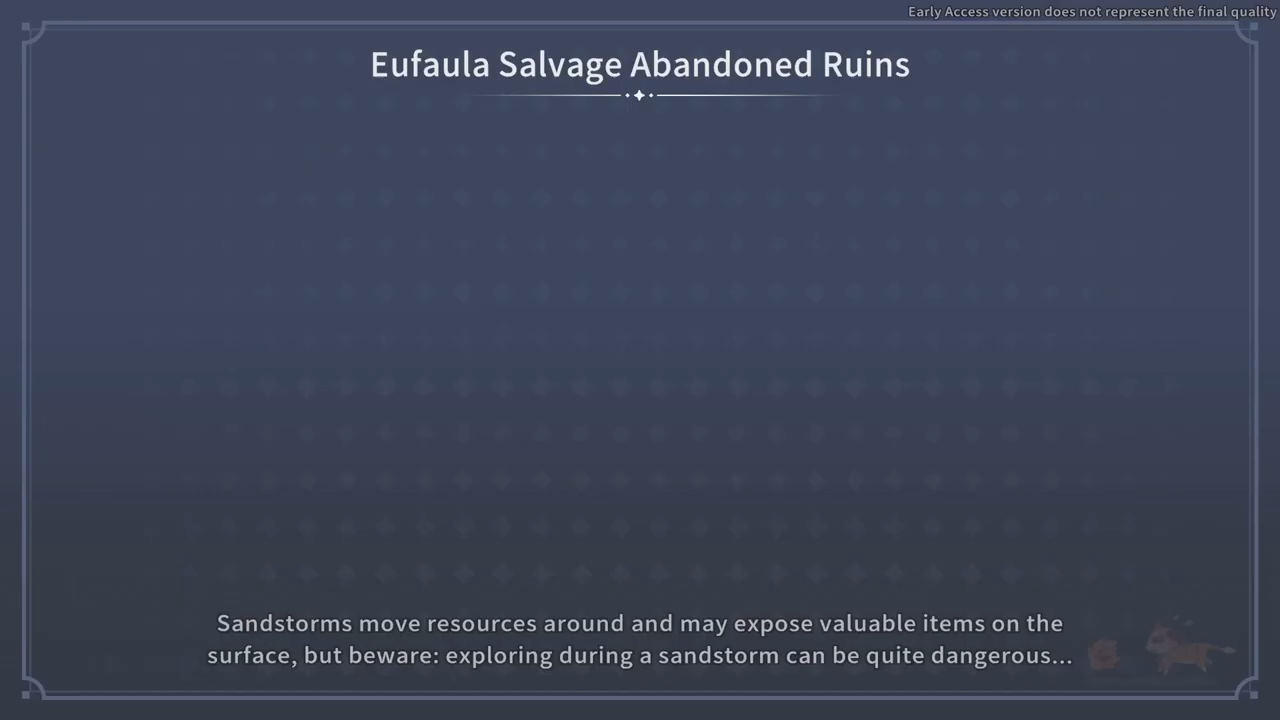 Early Access version does not represent the final quality
Eufaula Salvage Abandoned Ruins
Sandstorms move resources around and may expose valuable items on the
surface, but beware: exploring during a sandstorm can be quite dangerous...